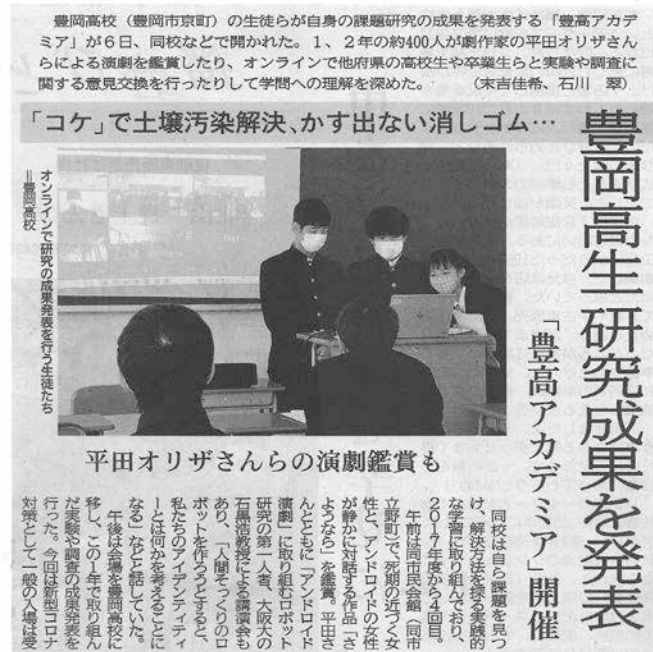 豊岡高校（豊岡市京町）の生徒らが自身の課題研究の成果を発表する「豊高アカデ
ミア」が６日、同校などで開かれた。１、２年の約400人が劇作家の平田オリザさん
らによる演劇を鑑賞したり、オンラインで他府県の高校生や卒業生らと実験や調査に
関する意見交換を行ったりして学問への理解を深めた。（末吉佳希、石川　翠）
豊岡高生 研究成果を発表
「豊高アカデミア」開催
「コケ」で土壌汚染解決、かす出ない消しゴム…
オンラインで研究の成果発表を行う生徒たち
＝豊岡高校
平田オリザさんらの演劇鑑賞も
同校は自ら課題を見つ
け、解決方法を探る実践的
な学習に取り組んでおり、
２０１７年度から４回目。
午前は同市民会館（同市
立野町）で、死期の近づく女
性と、アンドロイドの女性
が静かに対話する作品「さ
ようなら」を鑑賞。平田さ
んとともに「アンドロイド
演劇」に取り組むロボット
研究の第一人者、大阪大の
石黒浩教授による講演会も
あり、「人間そっくりのロ
ボットを作ろうとすると、
私たちのアイデンティティ
ーとは何かを考えることに
なる」などと話していた。
午後は会場を豊岡高校に
移し、この１年で取り組ん
だ実験や調査の成果発表を
行った。今回は新型コロナ
対策として一般の入場は受